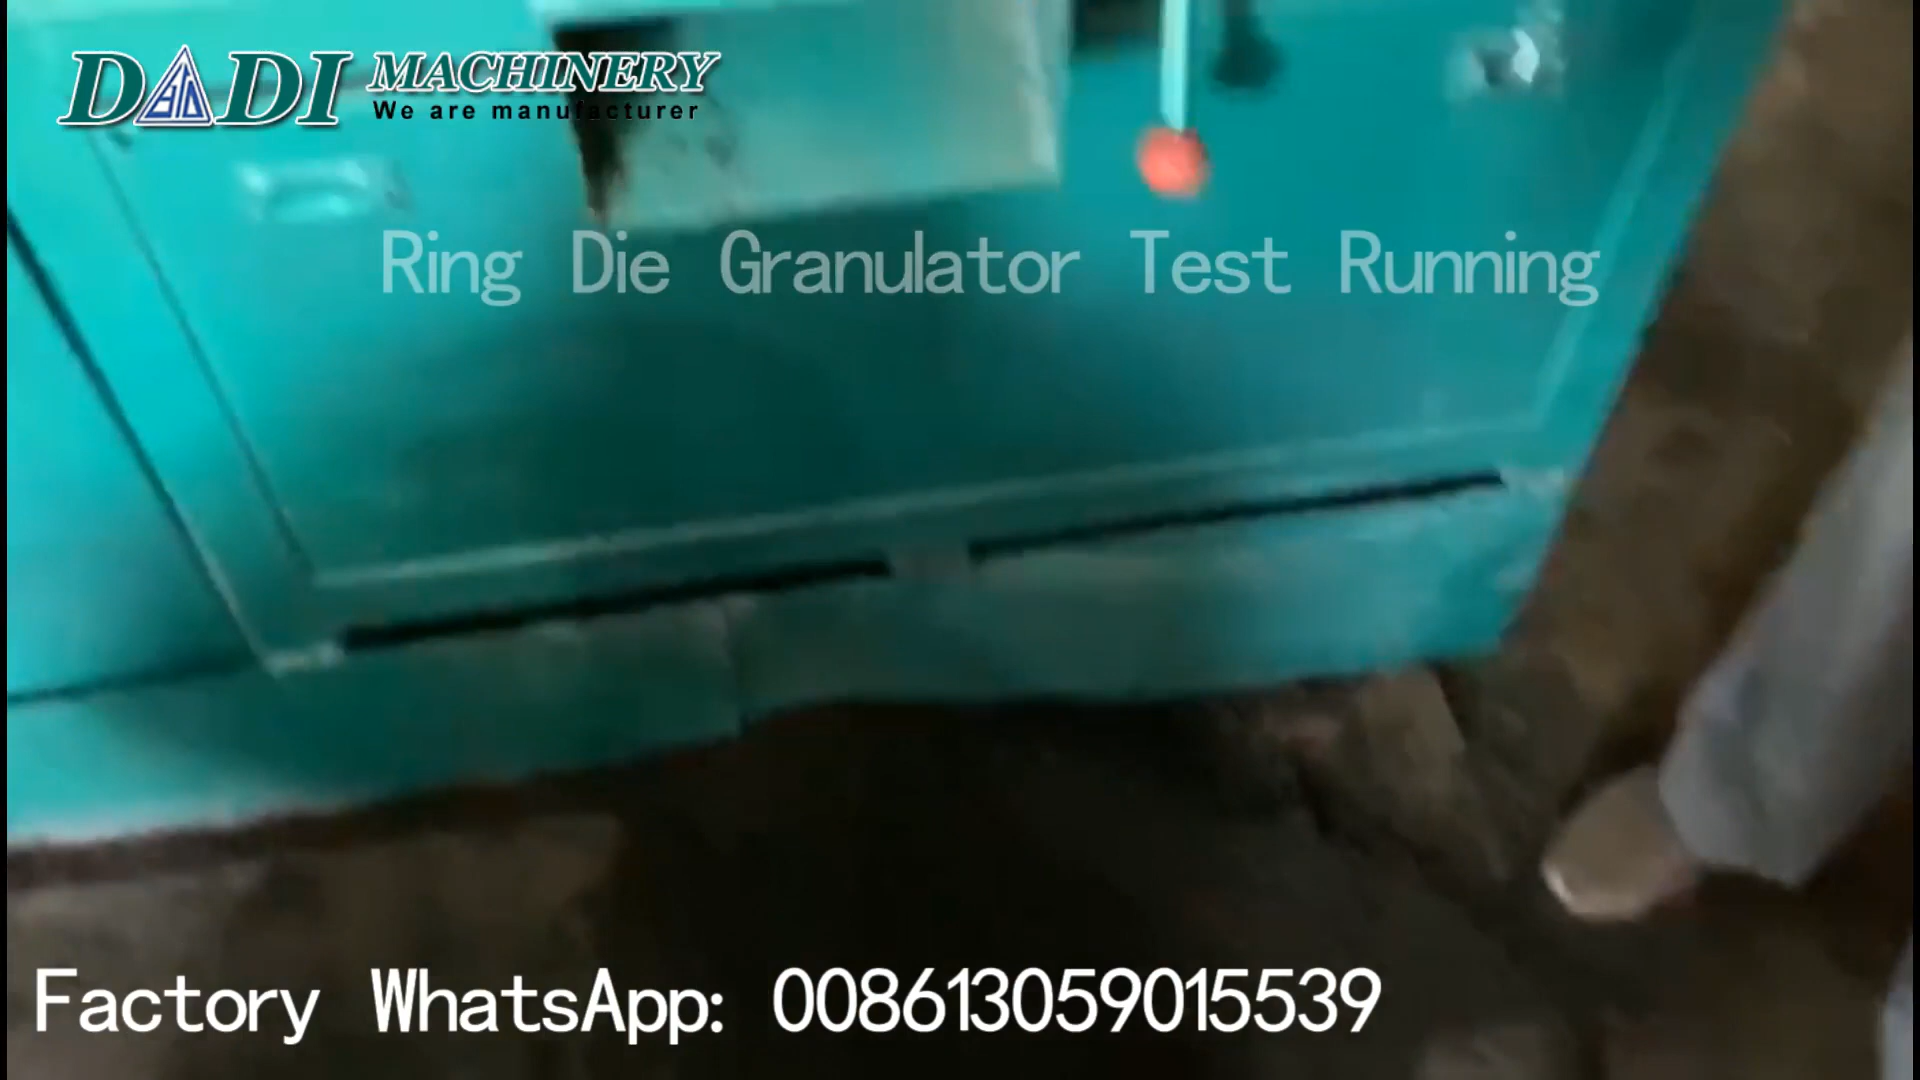 DADI MACHINERY
We are manufacturer
Ring Die Granulator Test Running
Factory WhatsApp: 008613059015539